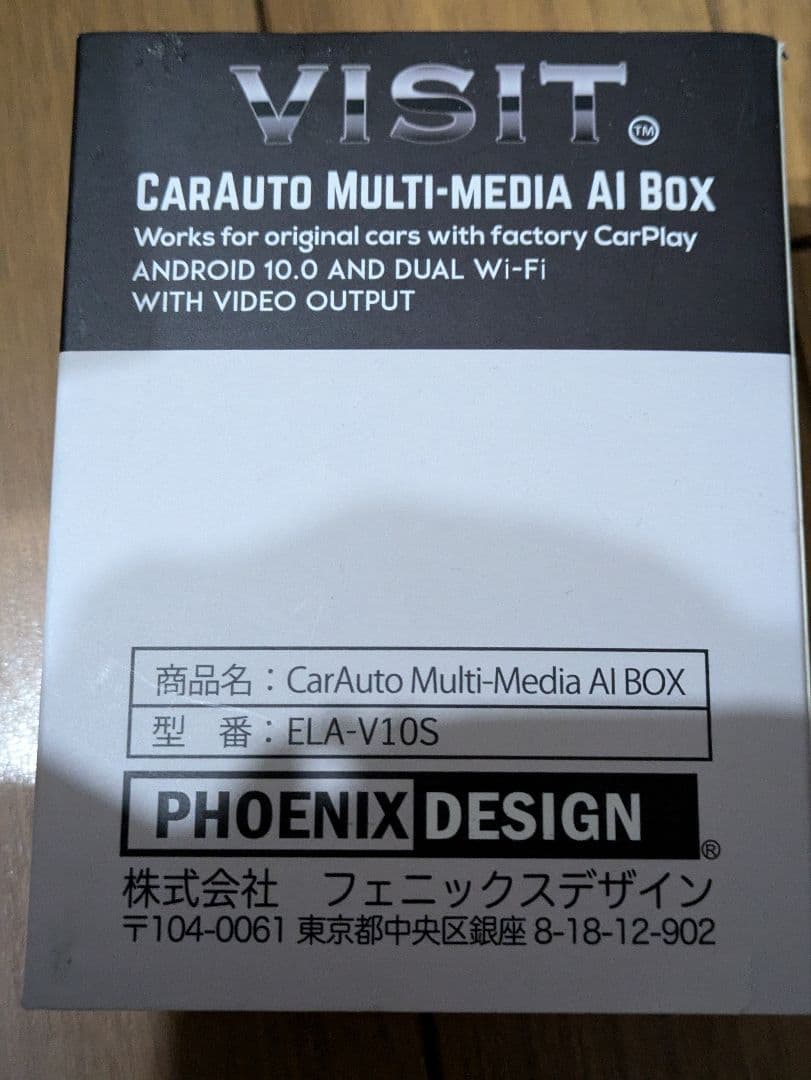 VISIT™
CARAUTO MULTI-MEDIA AI BOX
Works for original cars with factory CarPlay
ANDROID 10.0 AND DUAL Wi-Fi
WITH VIDEO OUTPUT
商品名：CarAuto Multi-Media AI BOX
型　番：ELA-V10S
PHOENIX DESIGN®
株式会社　フェニックスデザイン
〒104-0061 東京都中央区銀座 8-18-12-902